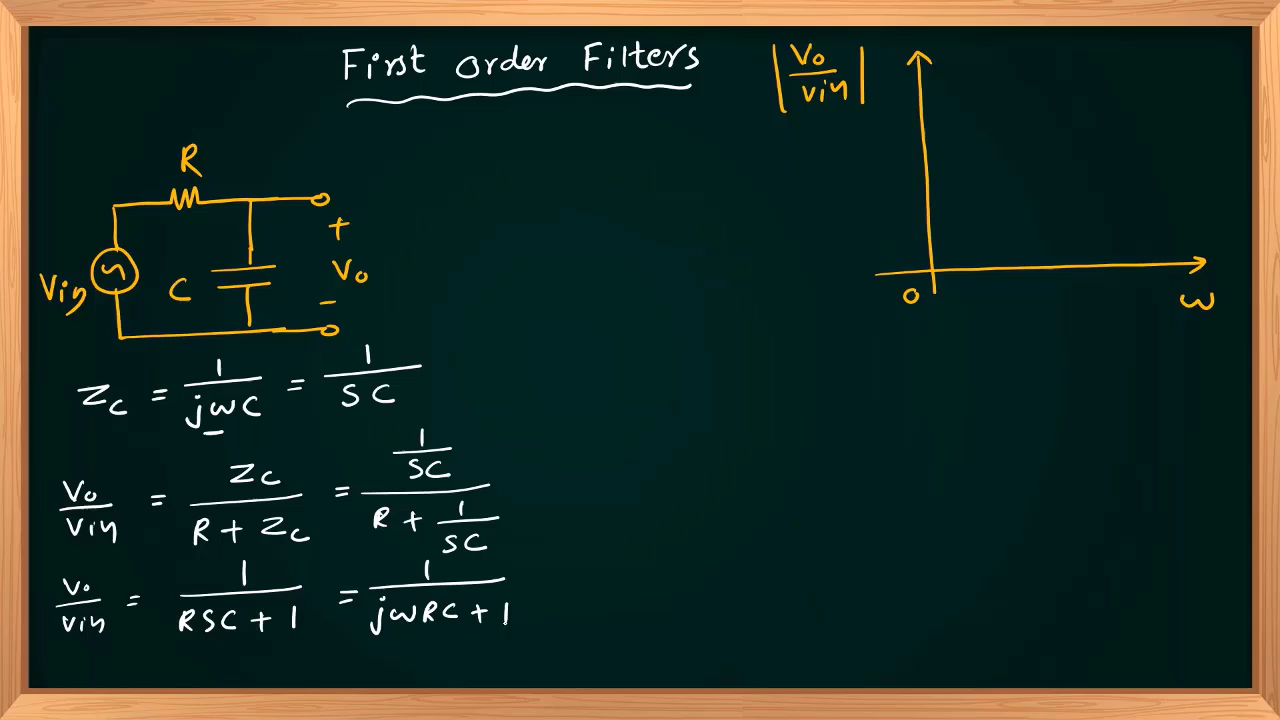 First order Filters
|Vo/Vin|
R
+
Vin
C
Vo
-
0
ω
Zc = 1/jωC = 1/SC
Vo/Vin = Zc/(R + Zc) = (1/SC)/(R + 1/SC)
Vo/Vin = 1/(RSC + 1) = 1/(jωRC + 1)